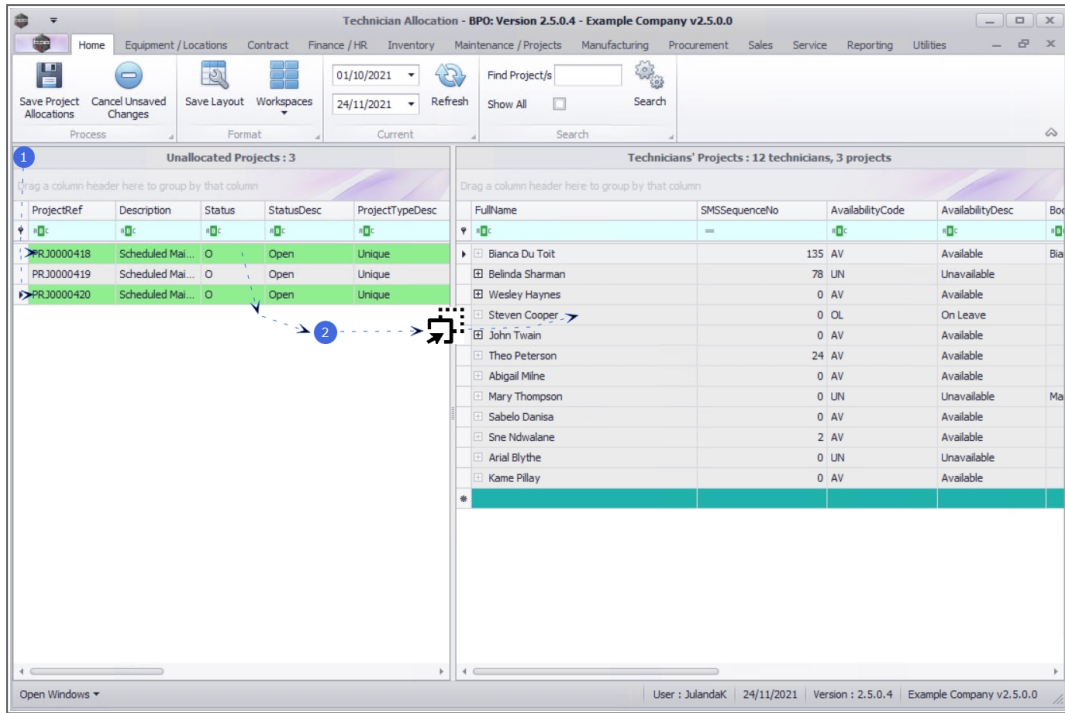 Technician Allocation - BPO: Version 2.5.0.4 - Example Company v2.5.0.0
Home Equipment / Locations Contract Finance / HR Inventory Maintenance / Projects Manufacturing Procurement Sales Service Reporting Utilities
Save Project Allocations Cancel Unsaved Changes Save Layout Workspaces 01/10/2021 24/11/2021 Refresh Find Project/s Show All Search
Process Format Current Search
1 Unallocated Projects : 3 Technicians' Projects : 12 technicians, 3 projects
Drag a column header here to group by that column Drag a column header here to group by that column
ProjectRef Description Status StatusDesc ProjectTypeDesc FullName SMSSequenceNo AvailabilityCode AvailabilityDesc Boo
PRJ0000418 Scheduled Mai... O Open Unique Bianca Du Toit 135 AV Available Bia
PRJ0000419 Scheduled Mai... O Open Unique Belinda Sharman 78 UN Unavailable
PRJ0000420 Scheduled Mai... O Open Unique Wesley Haynes 0 AV Available
Steven Cooper 0 OL On Leave
2 John Twain 0 AV Available
Theo Peterson 24 AV Available
Abigail Milne 0 AV Available
Mary Thompson 0 UN Unavailable Ma
Sabelo Danisa 0 AV Available
Sne Ndwalane 2 AV Available
Arial Blythe 0 UN Unavailable
Kame Pillay 0 AV Available
Open Windows User : JulandaK 24/11/2021 Version : 2.5.0.4 Example Company v2.5.0.0